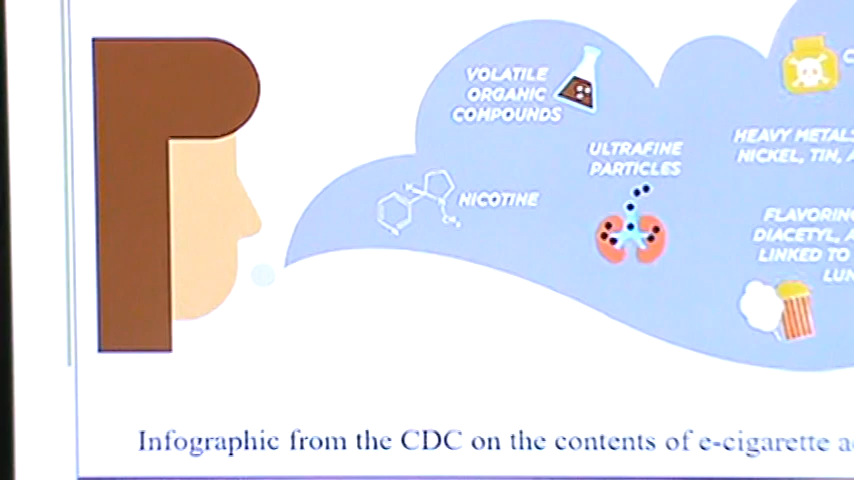 VOLATILE
ORGANIC
COMPOUNDS
ULTRAFINE
PARTICLES
NICOTINE
HEAVY METALS
NICKEL, TIN,
DIACETYL,
LINKED TO
Infographic from the CDC on the contents of e-cigarette